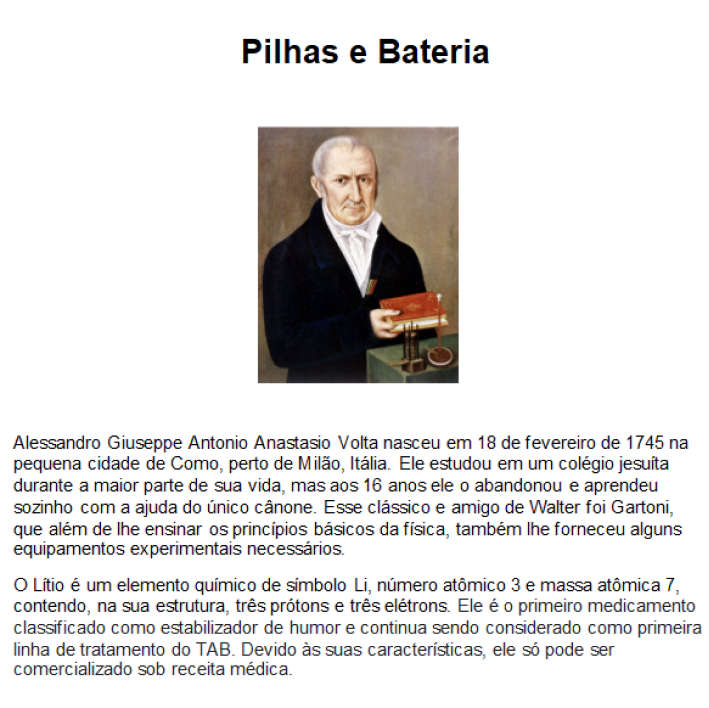 Pilhas e Bateria
Alessandro Giuseppe Antonio Anastasio Volta nasceu em 18 de fevereiro de 1745 na
pequena cidade de Como, perto de Milão, Itália. Ele estudou em um colégio jesuíta
durante a maior parte de sua vida, mas aos 16 anos ele o abandonou e aprendeu
sozinho com a ajuda do único cânone. Esse clássico e amigo de Walter foi Gartoni,
que além de lhe ensinar os princípios básicos da física, também lhe forneceu alguns
equipamentos experimentais necessários.
O Lítio é um elemento químico de símbolo Li, número atômico 3 e massa atômica 7,
contendo, na sua estrutura, três prótons e três elétrons. Ele é o primeiro medicamento
classificado como estabilizador de humor e continua sendo considerado como primeira
linha de tratamento do TAB. Devido às suas características, ele só pode ser
comercializado sob receita médica.